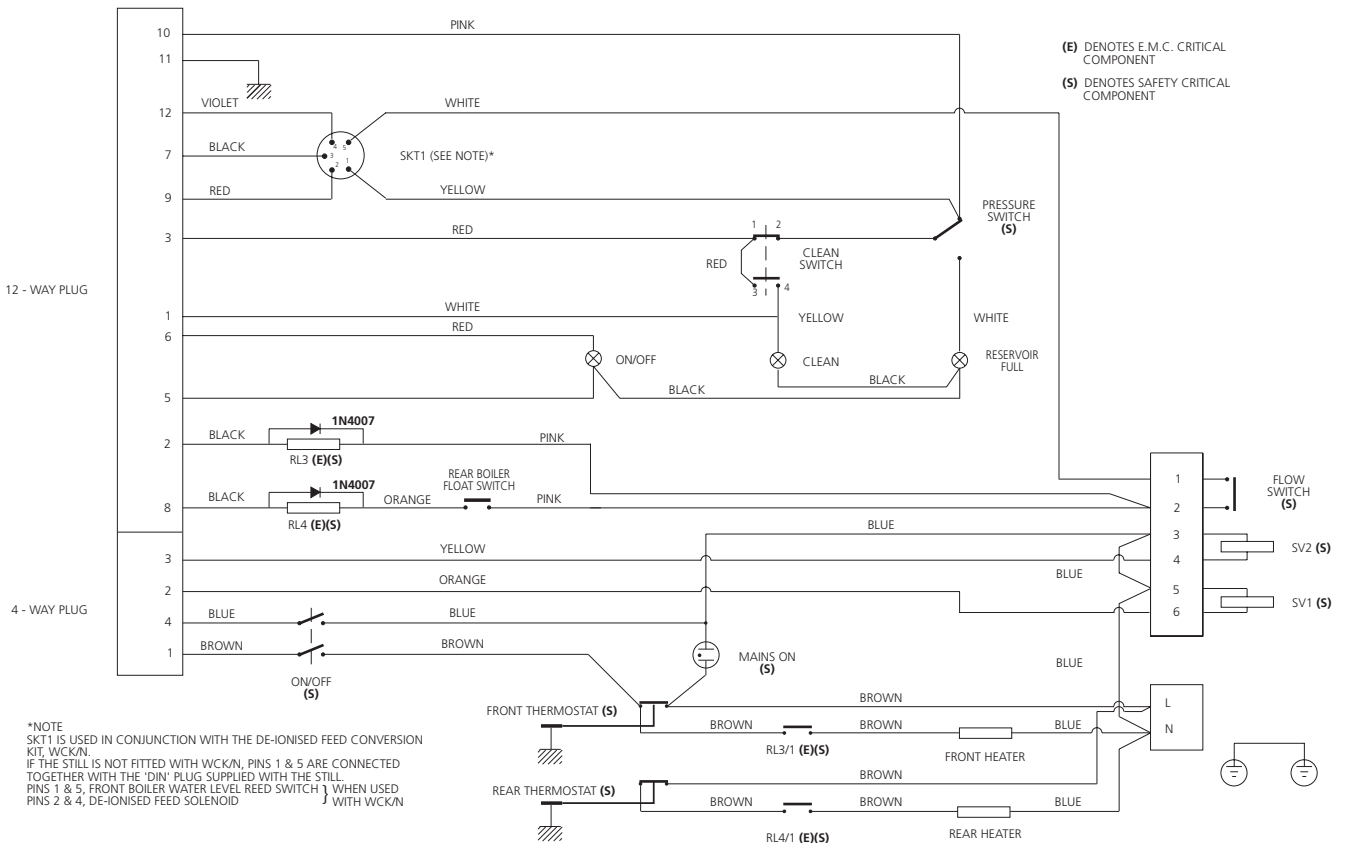 10
PINK
(E) DENOTES E.M.C. CRITICAL
COMPONENT
11
(S) DENOTES SAFETY CRITICAL
COMPONENT
12
VIOLET
WHITE
4 5
3
2 1
7
BLACK
SKT1 (SEE NOTE)*
9
RED
YELLOW
PRESSURE
SWITCH
(S)
3
RED
1 2
CLEAN
SWITCH
RED
3 4
12 - WAY PLUG
1
WHITE
YELLOW
WHITE
6
RED
ON/OFF
CLEAN
RESERVOIR
FULL
BLACK
BLACK
5
1N4007
2
BLACK
PINK
RL3 (E)(S)
1N4007
REAR BOILER
FLOAT SWITCH
8
BLACK
ORANGE
PINK
RL4 (E)(S)
1
2
3
4
5
6
FLOW
SWITCH
(S)
BLUE
SV2 (S)
BLUE
SV1 (S)
3
YELLOW
2
ORANGE
4 - WAY PLUG
4
BLUE
BLUE
1
BROWN
BROWN
ON/OFF
(S)
MAINS ON
(S)
BLUE
L
N
BROWN
FRONT THERMOSTAT (S)
BROWN
BROWN
BLUE
RL3/1 (E)(S)
FRONT HEATER
REAR THERMOSTAT (S)
BROWN
BROWN
BROWN
BLUE
RL4/1 (E)(S)
REAR HEATER
*NOTE
SKT1 IS USED IN CONJUNCTION WITH THE DE-IONISED FEED CONVERSION
KIT, WCK/N.
IF THE STILL IS NOT FITTED WITH WCK/N, PINS 1 & 5 ARE CONNECTED
TOGETHER WITH THE 'DIN' PLUG SUPPLIED WITH THE STILL.
PINS 1 & 5, FRONT BOILER WATER LEVEL REED SWITCH } WHEN USED
PINS 2 & 4, DE-IONISED FEED SOLENOID WITH WCK/N